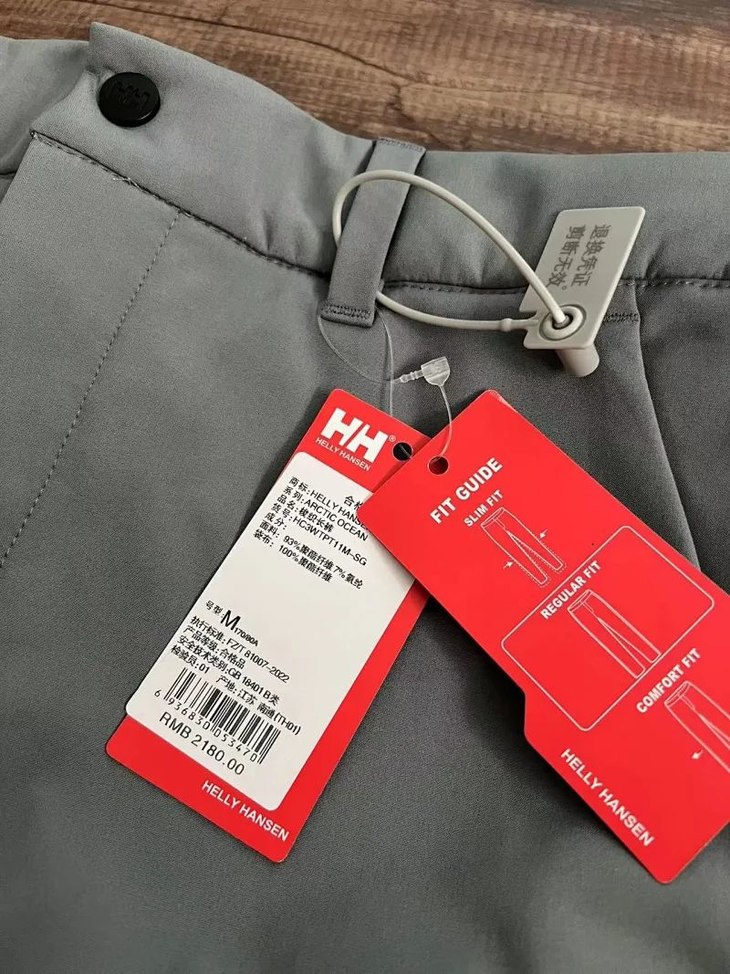 退换凭证
剪断无效。
HH®
HELLY HANSEN
合格
商标:HELLY HANSE
系列:ARCTIC OCEAN
品名:梭织长裤
货号:HC3WTPT11M-SG
成分:
面料: 93%聚酯纤维 7%氨纶
袋布: 100%聚酯纤维
号型:M 170/80A
执行标准:FZ/T 81007-2022
产品等级:合格品
安全技术类别:GB 18401 B类
检验员:01 产地:江苏 南通(TH01)
6936830053470
RMB 2180.00
HELLY HANSEN
FIT GUIDE
SLIM FIT
REGULAR FIT
COMFORT FIT
HELLY HANSEN